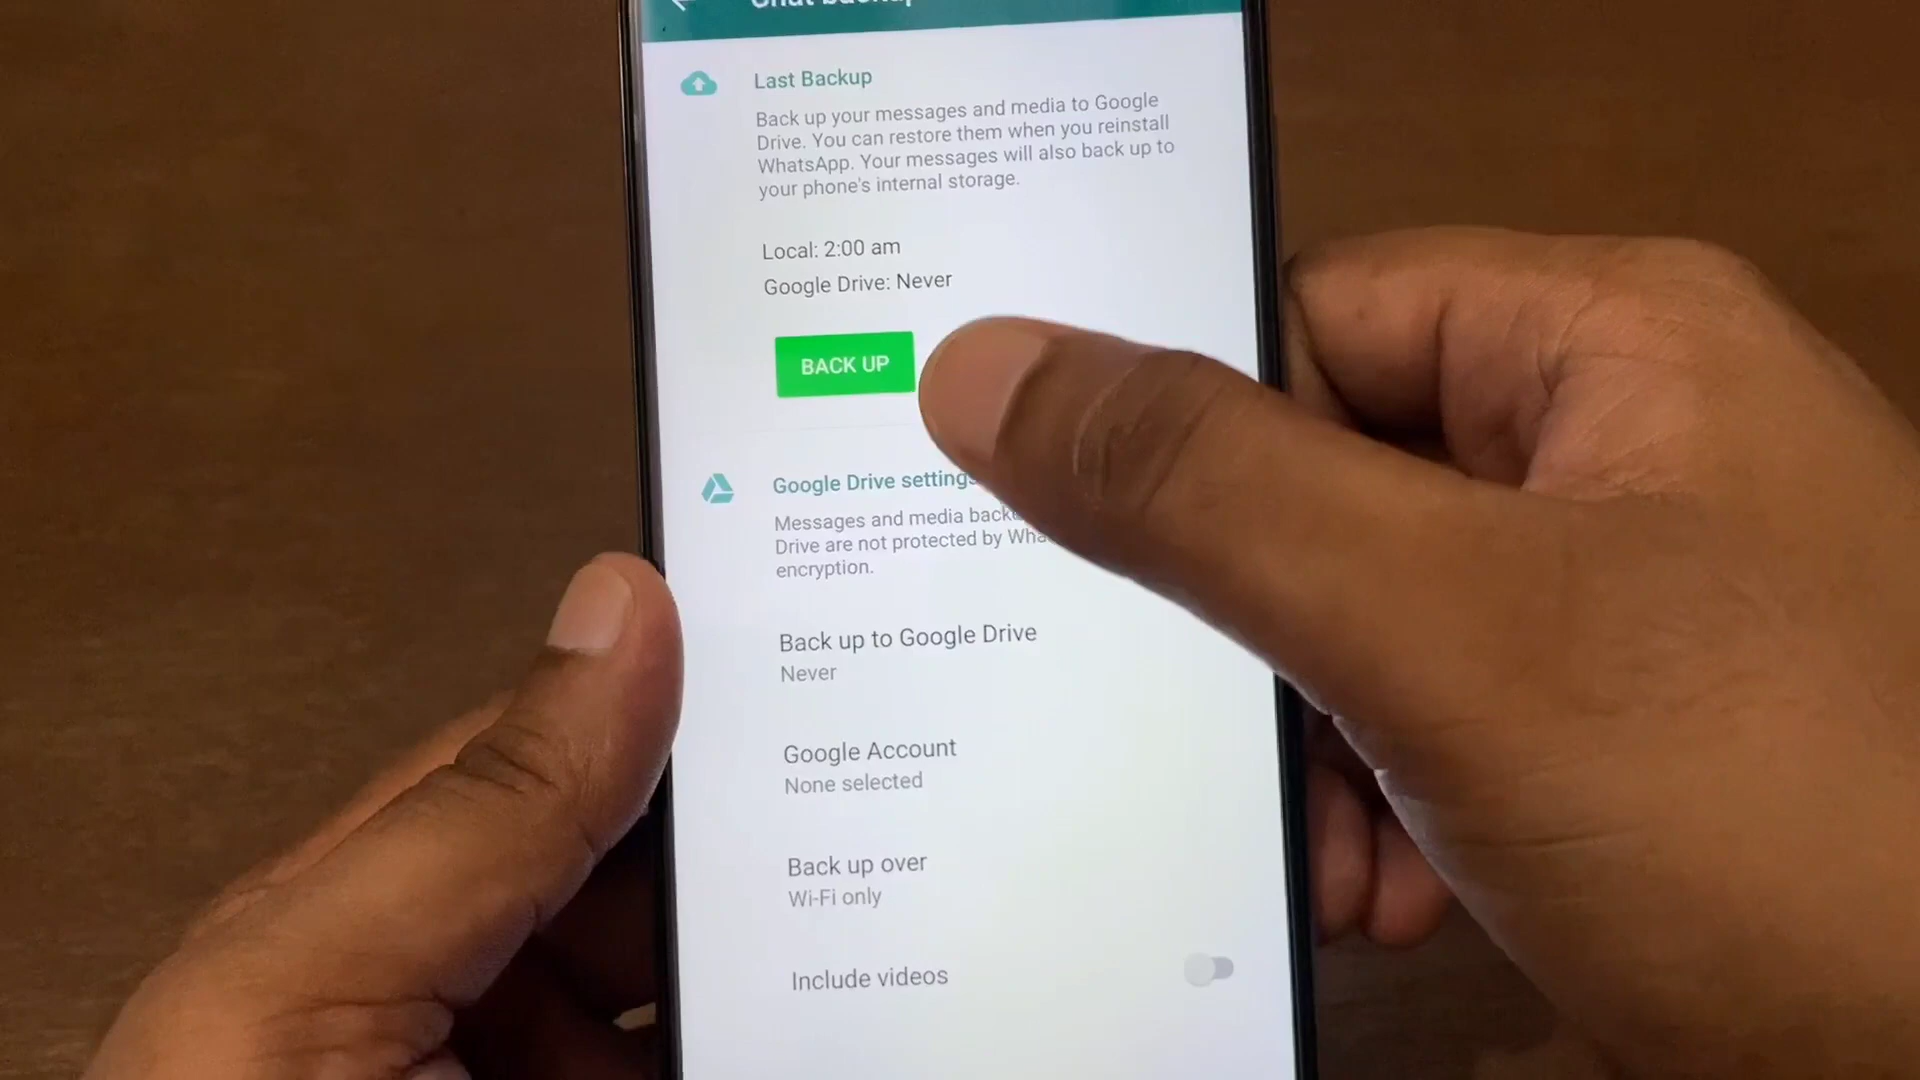 Chat backup
Last Backup
Back up your messages and media to Google
Drive. You can restore them when you reinstall
WhatsApp. Your messages will also back up to
your phone's internal storage.
Local: 2:00 am
Google Drive: Never
BACK UP
Google Drive settings
Messages and media
Drive are not protected by
encryption.
Back up to Google Drive
Never
Google Account
None selected
Back up over
Wi-Fi only
Include videos